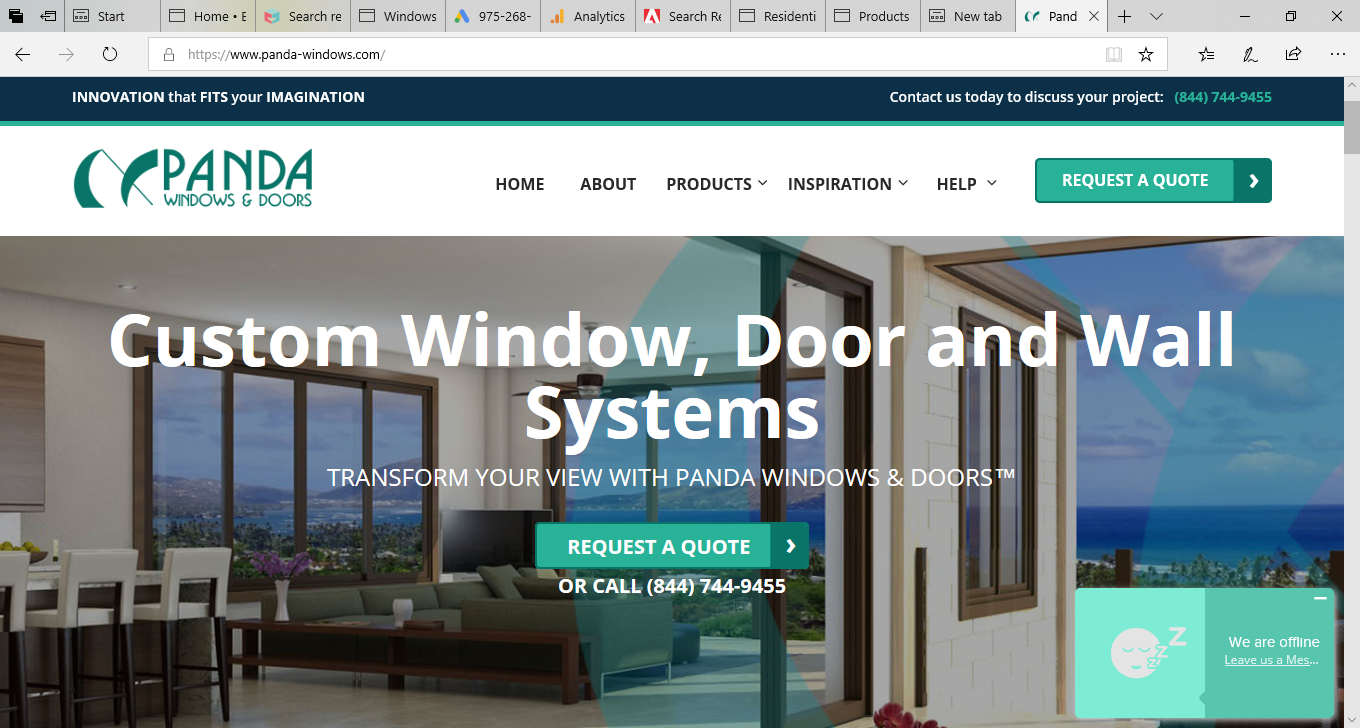 Start
Home • E
Search re
Windows
975-268-
Analytics
Search Re
Residenti
Products
New tab
Pand
https://www.panda-windows.com/
INNOVATION that FITS your IMAGINATION
Contact us today to discuss your project: (844) 744-9455
PANDA
WINDOWS & DOORS
HOME ABOUT PRODUCTS INSPIRATION HELP
REQUEST A QUOTE
Custom Window, Door and Wall
Systems
TRANSFORM YOUR VIEW WITH PANDA WINDOWS & DOORS™
REQUEST A QUOTE
OR CALL (844) 744-9455
z z z
We are offline
Leave us a Mes...